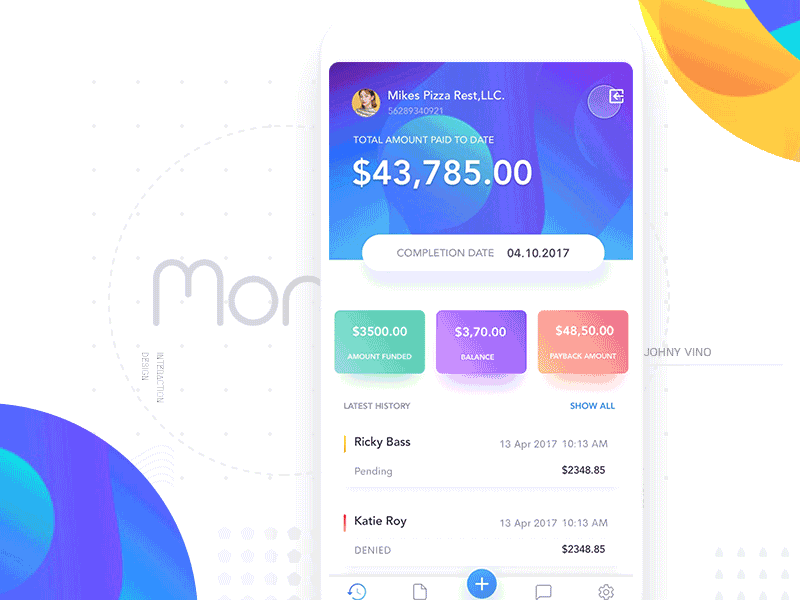 Mikes Pizza Rest,LLC.
56289340921
TOTAL AMOUNT PAID TO DATE
$43,785.00
COMPLETION DATE 04.10.2017
Mon
INTERACTION
DESIGN
$3500.00
AMOUNT FUNDED
$3,70.00
BALANCE
$48,50.00
PAYBACK AMOUNT
JOHNY VINO
LATEST HISTORY SHOW ALL
Ricky Bass 13 Apr 2017 10:13 AM
Pending $2348.85
Katie Roy 13 Apr 2017 10:13 AM
DENIED $2348.85